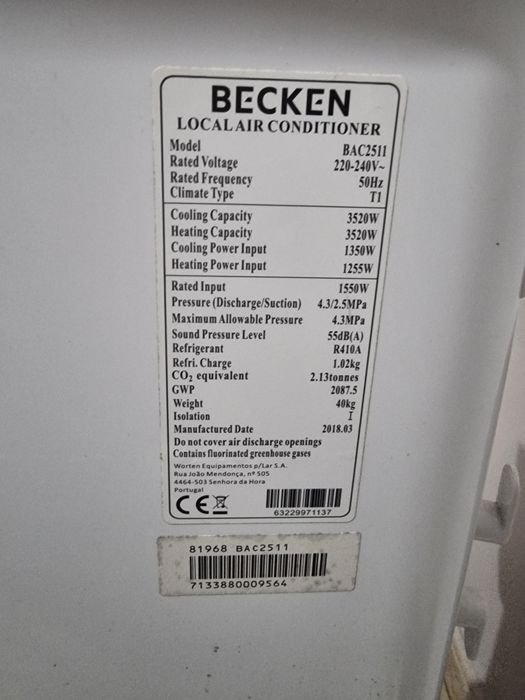 BECKEN
LOCAL AIR CONDITIONER
Model BAC2511
Rated Voltage 220-240V~
Rated Frequency 50Hz
Climate Type T1
Cooling Capacity 3520W
Heating Capacity 3520W
Cooling Power Input 1350W
Heating Power Input 1255W
Rated Input 1550W
Pressure (Discharge/Suction) 4.3/2.5MPa
Maximum Allowable Pressure 4.3MPa
Sound Pressure Level 55dB(A)
Refrigerant R410A
Refri. Charge 1.02kg
CO₂ equivalent 2.13tonnes
GWP 2087.5
Weight 40kg
Isolation I
Manufactured Date 2018.03
Do not cover air discharge openings
Contains fluorinated greenhouse gases
Worten Equipamentos p/Lar S.A.
Rua João Mendonça, nº 505
4464-503 Senhora da Hora
Portugal
CE
63229971137
81968 BAC2511
7133880009564